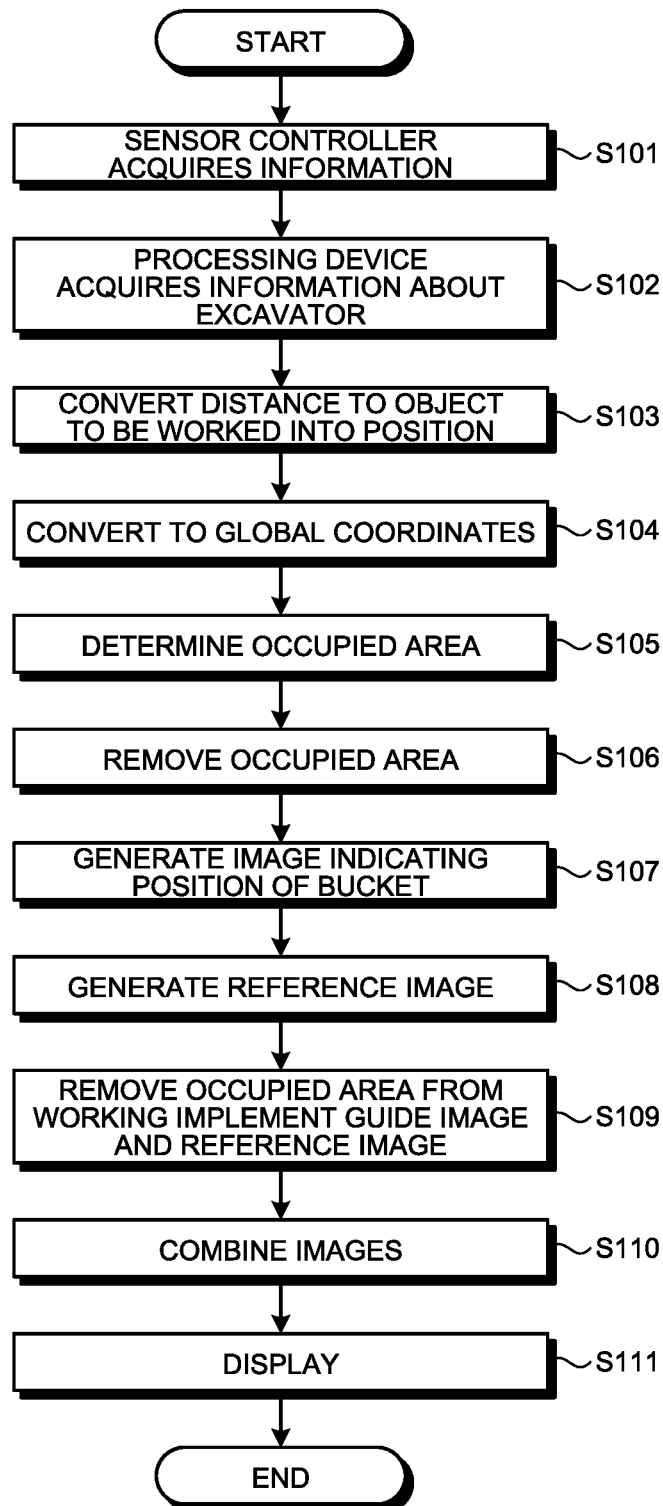 START
SENSOR CONTROLLER
ACQUIRES INFORMATION
S101
PROCESSING DEVICE
ACQUIRES INFORMATION ABOUT
EXCAVATOR
S102
CONVERT DISTANCE TO OBJECT
TO BE WORKED INTO POSITION
S103
CONVERT TO GLOBAL COORDINATES
S104
DETERMINE OCCUPIED AREA
S105
REMOVE OCCUPIED AREA
S106
GENERATE IMAGE INDICATING
POSITION OF BUCKET
S107
GENERATE REFERENCE IMAGE
S108
REMOVE OCCUPIED AREA FROM
WORKING IMPLEMENT GUIDE IMAGE
AND REFERENCE IMAGE
S109
COMBINE IMAGES
S110
DISPLAY
S111
END